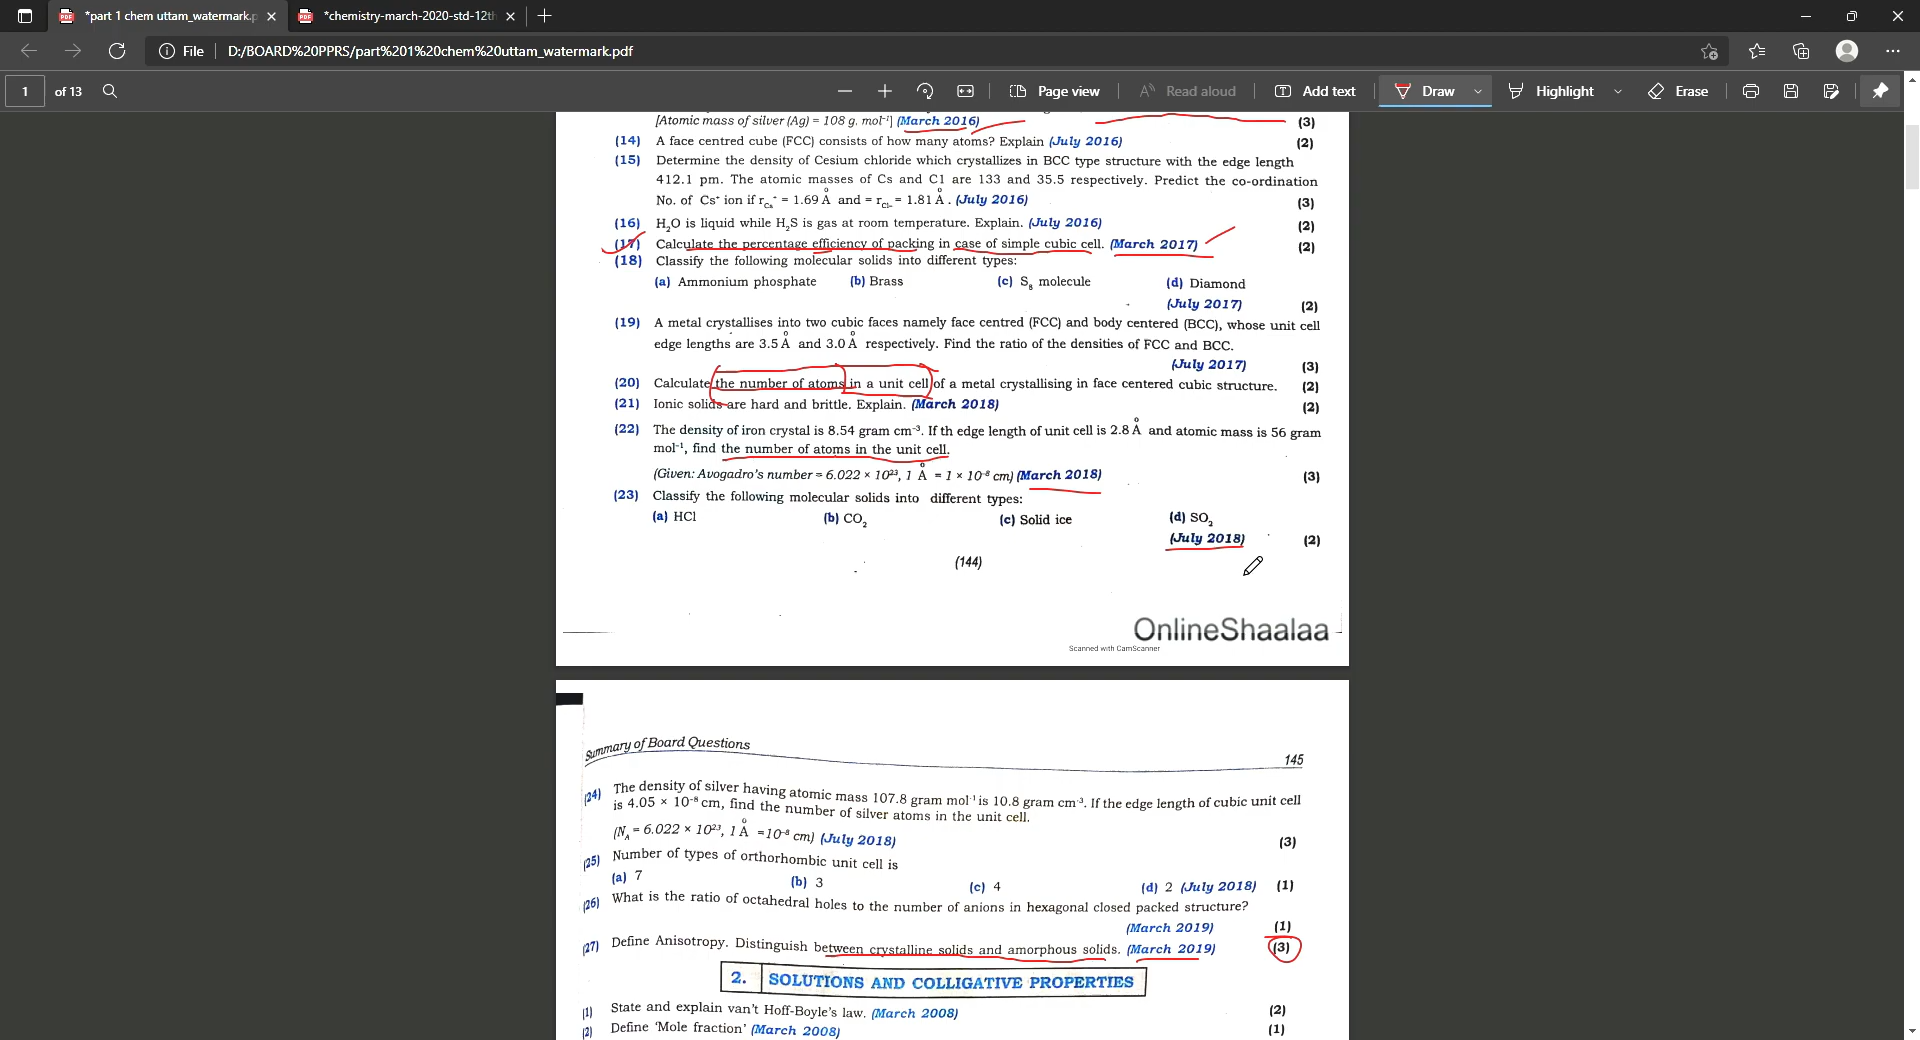 *part 1 chem uttam_watermark.p
*chemistry-march-2020-std-12th
File
D:/BOARD%20PPRS/part%201%20chem%20uttam_watermark.pdf
1 of 13
Page view
Read aloud
Add text
Draw
Highlight
Erase
[Atomic mass of silver (Ag) = 108 g. mol⁻¹] (March 2016) (3)
(14) A face centred cube (FCC) consists of how many atoms? Explain (July 2016) (2)
(15) Determine the density of Cesium chloride which crystallizes in BCC type structure with the edge length
412.1 pm. The atomic masses of Cs and C1 are 133 and 35.5 respectively. Predict the co-ordination
No. of Cs⁺ ion if r Cs⁺ = 1.69 Å and = r Cl₋ = 1.81 Å. (July 2016) (3)
(16) H₂O is liquid while H₂S is gas at room temperature. Explain. (July 2016) (2)
(17) Calculate the percentage efficiency of packing in case of simple cubic cell. (March 2017) (2)
(18) Classify the following molecular solids into different types:
(a) Ammonium phosphate (b) Brass (c) S₈ molecule (d) Diamond
(July 2017) (2)
(19) A metal crystallises into two cubic faces namely face centred (FCC) and body centered (BCC), whose unit cell
edge lengths are 3.5 Å and 3.0 Å respectively. Find the ratio of the densities of FCC and BCC.
(July 2017) (3)
(20) Calculate the number of atoms in a unit cell of a metal crystallising in face centered cubic structure. (2)
(21) Ionic solids are hard and brittle. Explain. (March 2018) (2)
(22) The density of iron crystal is 8.54 gram cm⁻³. If th edge length of unit cell is 2.8 Å and atomic mass is 56 gram
mol⁻¹, find the number of atoms in the unit cell.
(Given: Avogadro's number = 6.022 × 10²³, 1 Å = 1 × 10⁻⁸ cm) (March 2018) (3)
(23) Classify the following molecular solids into different types:
(a) HCl (b) CO₂ (c) Solid ice (d) SO₂
(July 2018) (2)
(144)
OnlineShaalaa
Scanned with CamScanner
Summary of Board Questions 145
(24) The density of silver having atomic mass 107.8 gram mol⁻¹ is 10.8 gram cm⁻³. If the edge length of cubic unit cell
is 4.05 × 10⁻⁸ cm, find the number of silver atoms in the unit cell.
(N_A = 6.022 × 10²³, 1 Å =10⁻⁸ cm) (July 2018) (3)
(25) Number of types of orthorhombic unit cell is
(a) 7 (b) 3 (c) 4 (d) 2 (July 2018) (1)
(26) What is the ratio of octahedral holes to the number of anions in hexagonal closed packed structure?
(March 2019) (1)
(27) Define Anisotropy. Distinguish between crystalline solids and amorphous solids. (March 2019) (3)
2. SOLUTIONS AND COLLIGATIVE PROPERTIES
(1) State and explain van't Hoff-Boyle's law. (March 2008) (2)
(2) Define 'Mole fraction' (March 2008) (1)